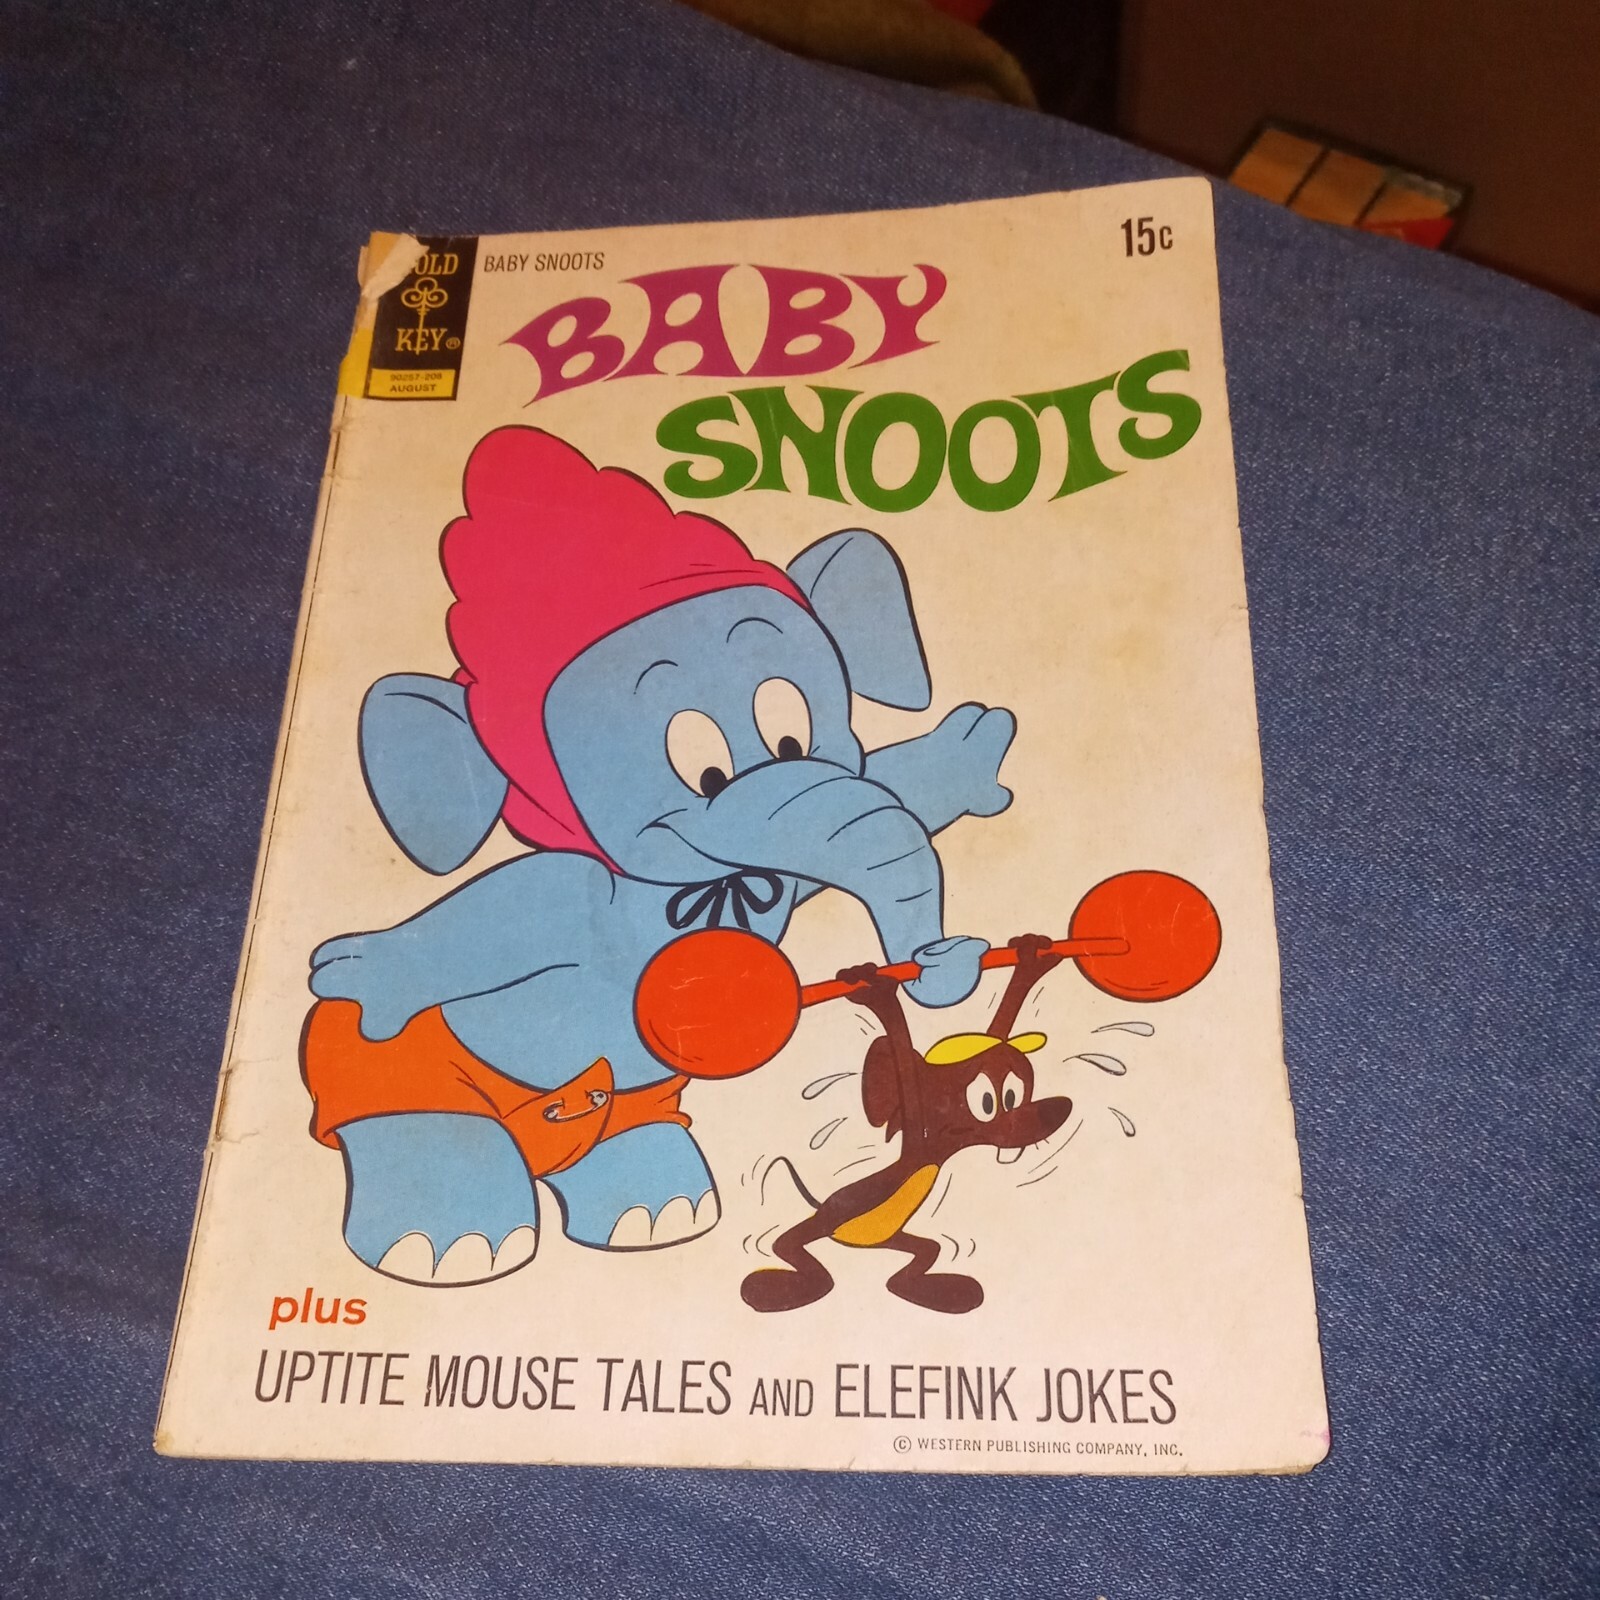 OLD
KEY®
90257-208
AUGUST
BABY SNOOTS
15c
BABY
SNOOTS
plus
UPTITE MOUSE TALES AND ELEFINK JOKES
© WESTERN PUBLISHING COMPANY, INC.